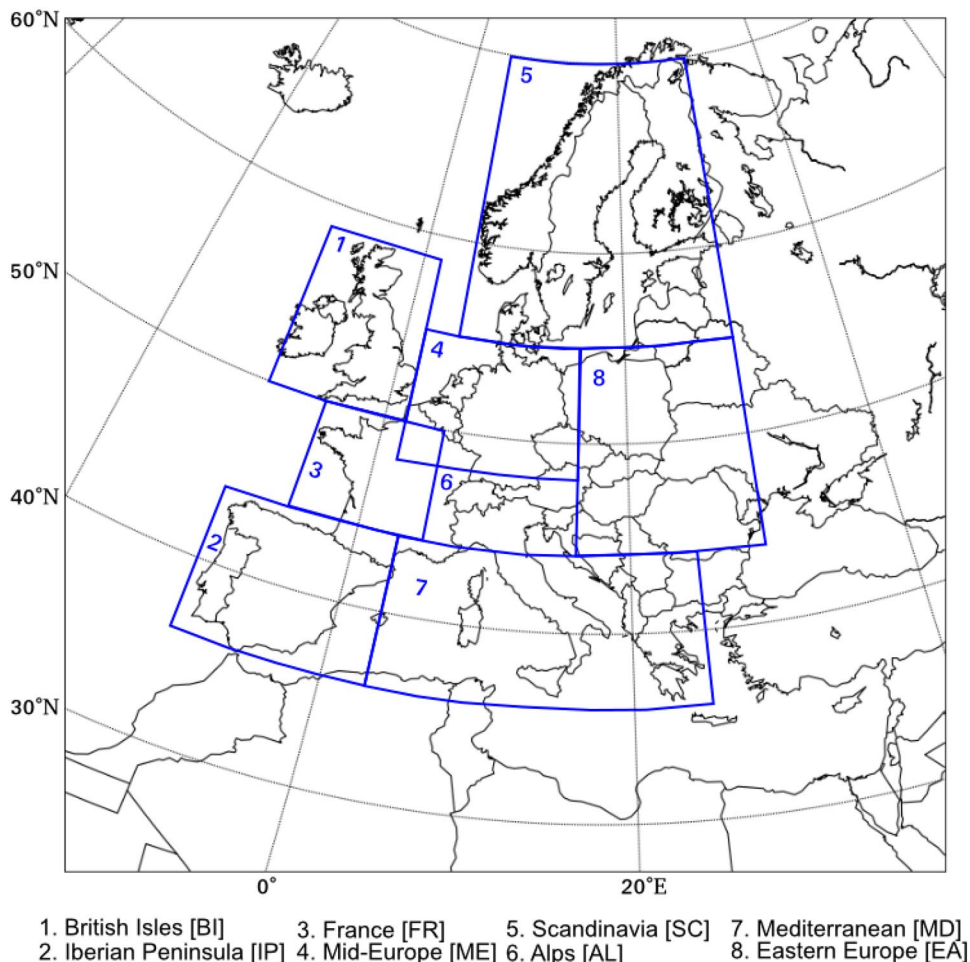 60°N
5
1
50°N
4
8
3
6
40°N
2
7
30°N
0°
20°E
1. British Isles [BI] 3. France [FR] 5. Scandinavia [SC] 7. Mediterranean [MD]
2. Iberian Peninsula [IP] 4. Mid-Europe [ME] 6. Alps [AL] 8. Eastern Europe [EA]